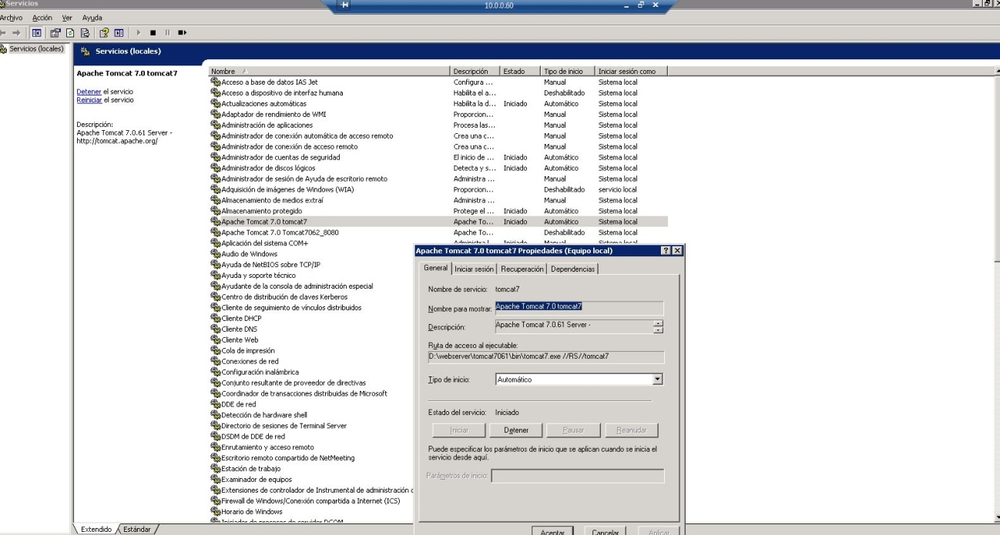 Servicios
10.0.0.60
Archivo Acción Ver Ayuda
Servicios (locales)
Servicios (locales)
Apache Tomcat 7.0 tomcat7
Detener el servicio
Reiniciar el servicio
Descripción:
Apache Tomcat 7.0.61 Server -
http://tomcat.apache.org/
Nombre Descripción Estado Tipo de inicio Iniciar sesión como
Acceso a base de datos IAS Jet Configura ... Manual Sistema local
Acceso a dispositivo de interfaz humana Habilita el a... Deshabilitado Sistema local
Actualizaciones automáticas Habilita la d... Iniciado Automático Sistema local
Adaptador de rendimiento de WMI Proporcion... Manual Sistema local
Administración de aplicaciones Procesa las... Manual Sistema local
Administrador de conexión automática de acceso remoto Crea una c... Manual Sistema local
Administrador de conexión de acceso remoto Crea una c... Manual Sistema local
Administrador de cuentas de seguridad El inicio de ... Iniciado Automático Sistema local
Administrador de discos lógicos Detecta y s... Iniciado Automático Sistema local
Administrador de sesión de Ayuda de escritorio remoto Administra ... Manual Sistema local
Adquisición de imágenes de Windows (WIA) Proporcion... Deshabilitado servicio local
Almacenamiento de medios extraí Administra ... Manual Sistema local
Almacenamiento protegido Protege el ... Iniciado Automático Sistema local
Apache Tomcat 7.0 tomcat7 Apache To... Iniciado Automático Sistema local
Apache Tomcat 7.0 Tomcat7062_8080 Apache To... Deshabilitado Sistema local
Aplicación del sistema COM+ Administra l... Iniciado Manual Sistema local
Audio de Windows
Ayuda de NetBIOS sobre TCP/IP
Ayuda y soporte técnico
Ayudante de la consola de administración especial
Centro de distribución de claves Kerberos
Cliente de seguimiento de vínculos distribuidos
Cliente DHCP
Cliente DNS
Cliente Web
Cola de impresión
Conexiones de red
Configuración inalámbrica
Conjunto resultante de proveedor de directivas
Coordinador de transacciones distribuidas de Microsoft
DDE de red
Detección de hardware shell
Directorio de sesiones de Terminal Server
DSDM de DDE de red
Enrutamiento y acceso remoto
Escritorio remoto compartido de NetMeeting
Estación de trabajo
Examinador de equipos
Extensiones de controlador de Instrumental de administración
Firewall de Windows/Conexión compartida a Internet (ICS)
Horario de Windows
Iniciador de procesos de servidor DCOM
Extendido Estándar
Apache Tomcat 7.0 tomcat7 Propiedades (Equipo local)
General Iniciar sesión Recuperación Dependencias
Nombre de servicio: tomcat7
Nombre para mostrar: Apache Tomcat 7.0 tomcat7
Descripción: Apache Tomcat 7.0.61 Server -
Ruta de acceso al ejecutable:
D:\webserver\tomcat7061\bin\tomcat7.exe //RS//tomcat7
Tipo de inicio: Automático
Estado del servicio: Iniciado
Iniciar Detener Pausar Reanudar
Puede especificar los parámetros de inicio que se aplican cuando se inicia el
servicio desde aquí.
Parámetros de inicio:
Aceptar Cancelar Aplicar